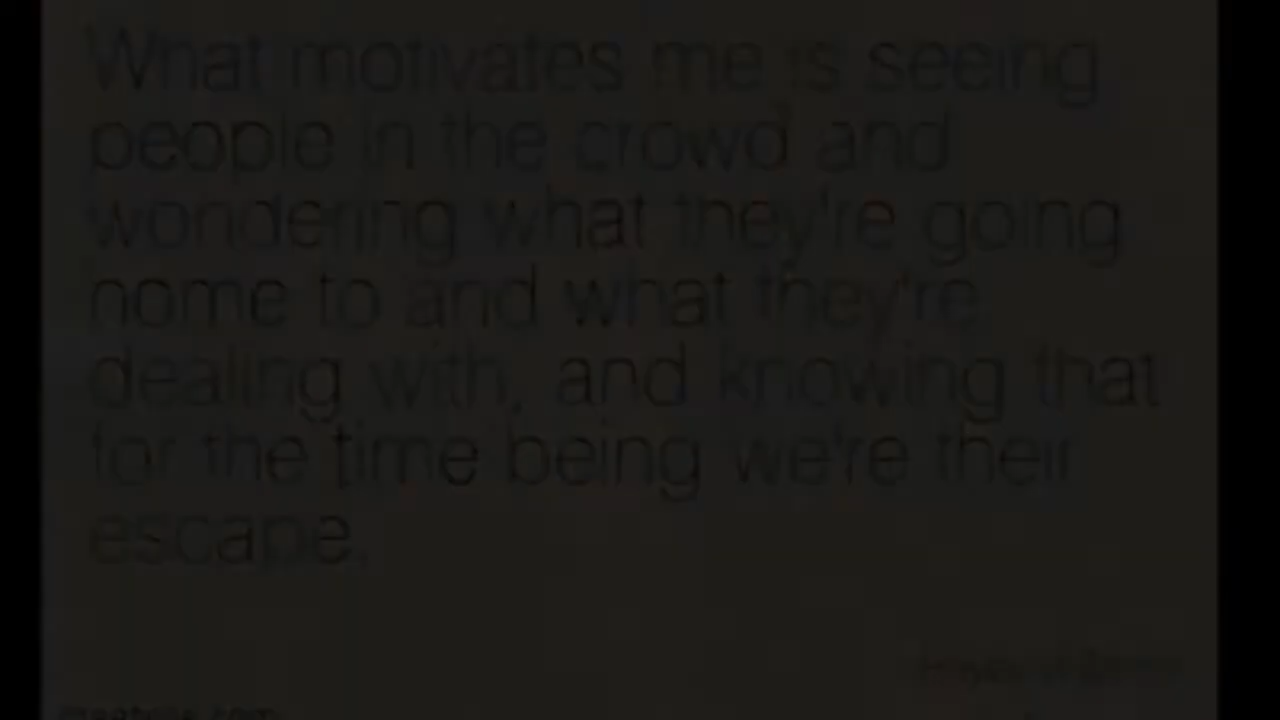 What motivates me is seeing
people in the crowd and
wondering what they're going
home to and what they're
dealing with, and knowing that
for the time being we're their
escape.